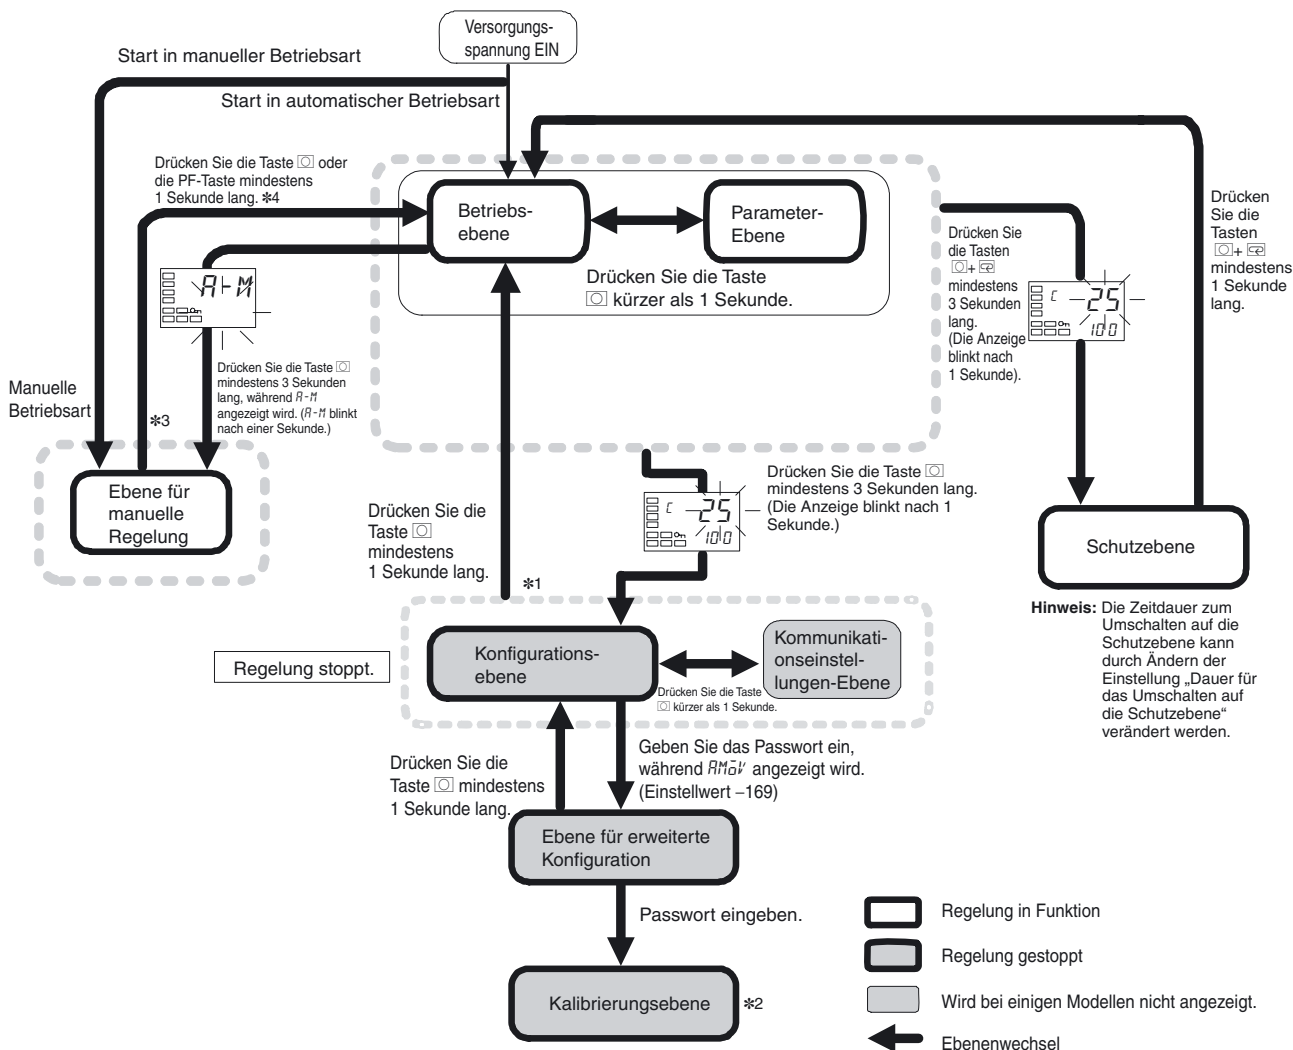 Versorgungs-
spannung EIN
Start in manueller Betriebsart
Start in automatischer Betriebsart
Drücken Sie die Taste oder
die PF-Taste mindestens
1 Sekunde lang. *4
Betriebs-
ebene
Parameter-
Ebene
Drücken Sie die Taste
kürzer als 1 Sekunde.
Drücken Sie
die Tasten
+
mindestens
3 Sekunden
lang.
(Die Anzeige
blinkt nach
1 Sekunde).
C 25
100
Drücken
Sie die
Tasten
+
mindestens
1 Sekunde
lang.
A-M
Drücken Sie die Taste
mindestens 3 Sekunden
lang, während A-M
angezeigt wird. (A-M blinkt
nach einer Sekunde.)
Manuelle
Betriebsart
*3
Ebene für
manuelle
Regelung
Drücken Sie die
Taste
mindestens
1 Sekunde lang.
*1
C 25
100
Drücken Sie die Taste
mindestens 3 Sekunden lang.
(Die Anzeige blinkt nach 1
Sekunde.)
Schutzebene
Hinweis: Die Zeitdauer zum
Umschalten auf die
Schutzebene kann
durch Ändern der
Einstellung „Dauer für
das Umschalten auf
die Schutzebene“
verändert werden.
Regelung stoppt.
Konfigurations-
ebene
Kommunikati-
onseinstel-
lungen-Ebene
Drücken Sie die Taste
kürzer als 1 Sekunde.
Drücken Sie die
Taste mindestens
1 Sekunde lang.
Geben Sie das Passwort ein,
während AMOV angezeigt wird.
(Einstellwert –169)
Ebene für erweiterte
Konfiguration
Passwort eingeben.
Kalibrierungsebene *2
Regelung in Funktion
Regelung gestoppt
Wird bei einigen Modellen nicht angezeigt.
Ebenenwechsel